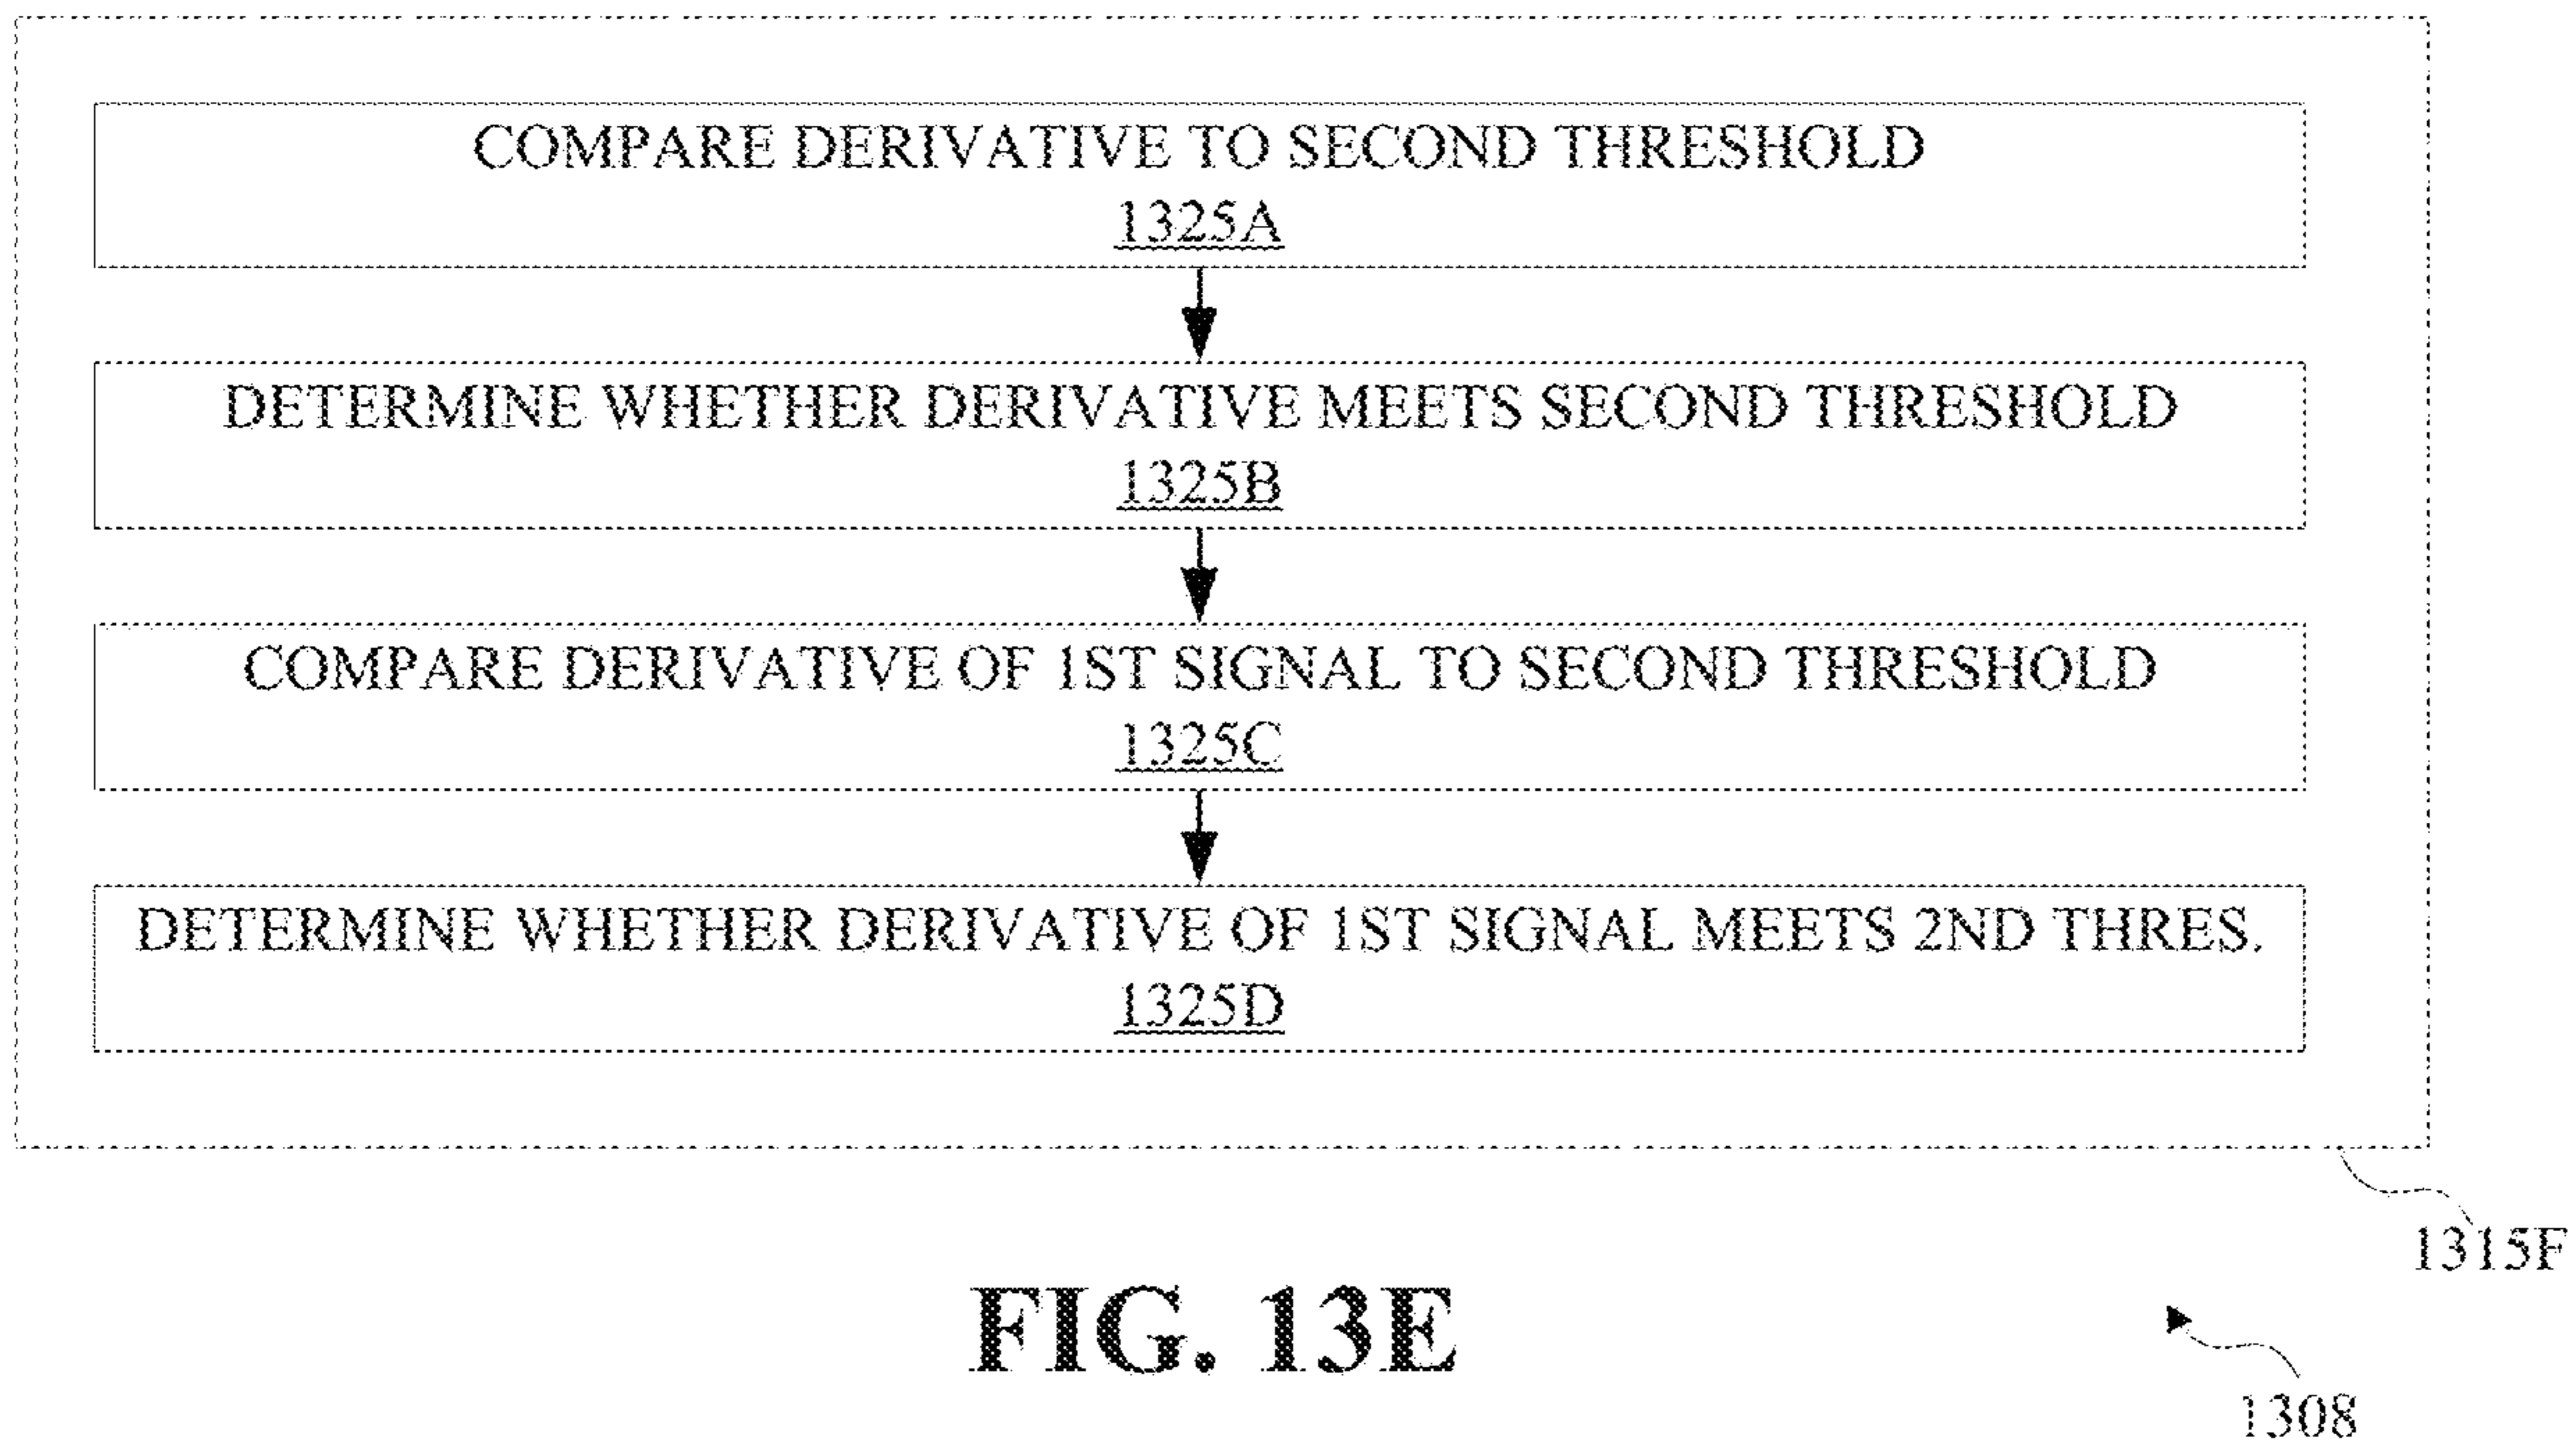 COMPARE DERIVATIVE TO SECOND THRESHOLD
1325A
DETERMINE WHETHER DERIVATIVE MEETS SECOND THRESHOLD
1325B
COMPARE DERIVATIVE OF 1ST SIGNAL TO SECOND THRESHOLD
1325C
DETERMINE WHETHER DERIVATIVE OF 1ST SIGNAL MEETS 2ND THRES.
1325D
1315F
FIG. 13E
1308